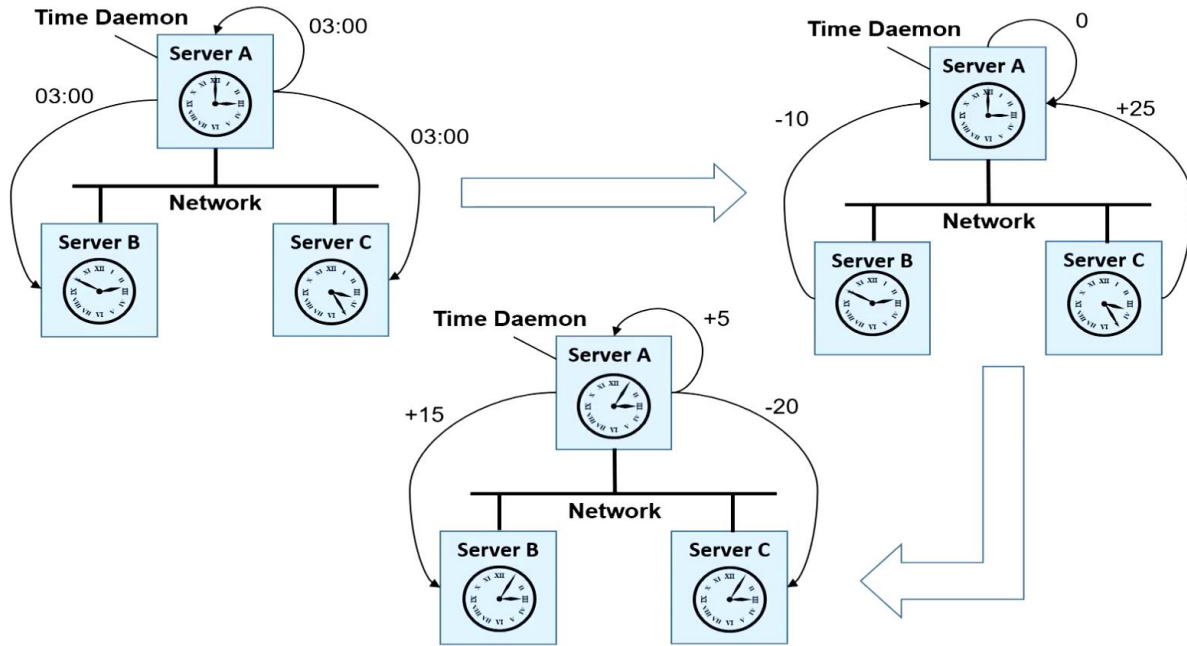 Time Daemon
03:00
Server A
03:00
03:00
Network
Server B
Server C
Time Daemon
0
Server A
-10
+25
Network
Server B
Server C
Time Daemon
+5
Server A
+15
-20
Network
Server B
Server C